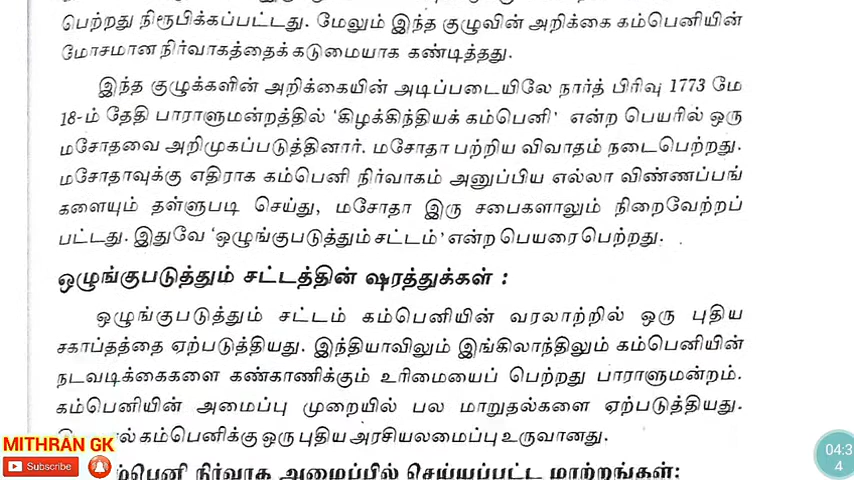 பெற்றது நிரூபிக்கப்பட்டது. மேலும் இந்த குழுவின் அறிக்கை கம்பெனியின்
மோசமான நிர்வாகத்தைக் கடுமையாக கண்டித்தது.
இந்த குழுக்களின் அறிக்கையின் அடிப்படையிலே நார்த் பிரிவு 1773 மே
18-ம் தேதி பாராளுமன்றத்தில் 'கிழக்கிந்தியக் கம்பெனி' என்ற பெயரில் ஒரு
மசோதவை அறிமுகப்படுத்தினார். மசோதா பற்றிய விவாதம் நடைபெற்றது.
மசோதாவுக்கு எதிராக கம்பெனி நிர்வாகம் அனுப்பிய எல்லா விண்ணப்பங்
களையும் தள்ளுபடி செய்து, மசோதா இரு சபைகளாலும் நிறைவேற்றப்
பட்டது. இதுவே 'ஒழுங்குபடுத்தும் சட்டம்' என்ற பெயரை பெற்றது.
ஒழுங்குபடுத்தும் சட்டத்தின் ஷரத்துக்கள் :
ஒழுங்குபடுத்தும் சட்டம் கம்பெனியின் வரலாற்றில் ஒரு புதிய
சகாப்தத்தை ஏற்படுத்தியது. இந்தியாவிலும் இங்கிலாந்திலும் கம்பெனியின்
நடவடிக்கைகளை கண்காணிக்கும் உரிமையைப் பெற்றது பாராளுமன்றம்.
கம்பெனியின் அமைப்பு முறையில் பல மாறுதல்களை ஏற்படுத்தியது.
கம்பெனிக்கு ஒரு புதிய அரசியலமைப்பு உருவானது.
நிர்வாக அமைப்பில் செய்யப்பட்ட மாற்றங்கள்:
MITHRAN GK
Subscribe
04:3
4